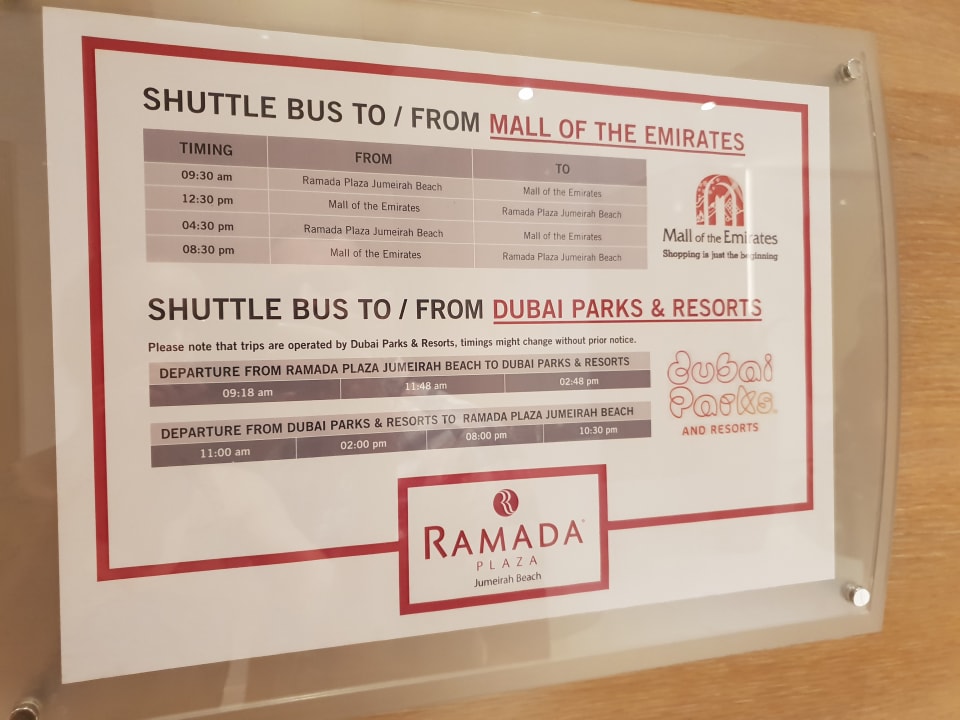 SHUTTLE BUS TO / FROM MALL OF THE EMIRATES
TIMING FROM TO
09:30 am Ramada Plaza Jumeirah Beach Mall of the Emirates
12:30 pm Mall of the Emirates Ramada Plaza Jumeirah Beach
04:30 pm Ramada Plaza Jumeirah Beach Mall of the Emirates
08:30 pm Mall of the Emirates Ramada Plaza Jumeirah Beach
Mall of the Emirates
Shopping is just the beginning
SHUTTLE BUS TO / FROM DUBAI PARKS & RESORTS
Please note that trips are operated by Dubai Parks & Resorts, timings might change without prior notice.
DEPARTURE FROM RAMADA PLAZA JUMEIRAH BEACH TO DUBAI PARKS & RESORTS
09:18 am 11:48 am 02:48 pm
DEPARTURE FROM DUBAI PARKS & RESORTS TO RAMADA PLAZA JUMEIRAH BEACH
11:00 am 02:00 pm 08:00 pm 10:30 pm
dubai
Parks
AND RESORTS
RAMADA
PLAZA
Jumeirah Beach